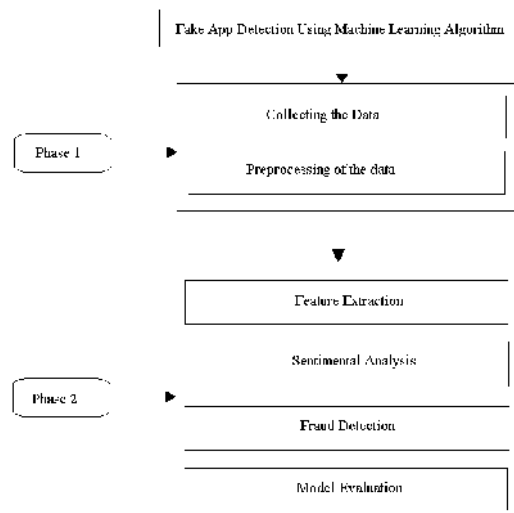 Fake App Detection Using Machine Learning Algorithm
Collecting the Data
Phase 1
Preprocessing of the data
Feature Extraction
Sentimental Analysis
Phase 2
Fraud Detection
Model Evaluation